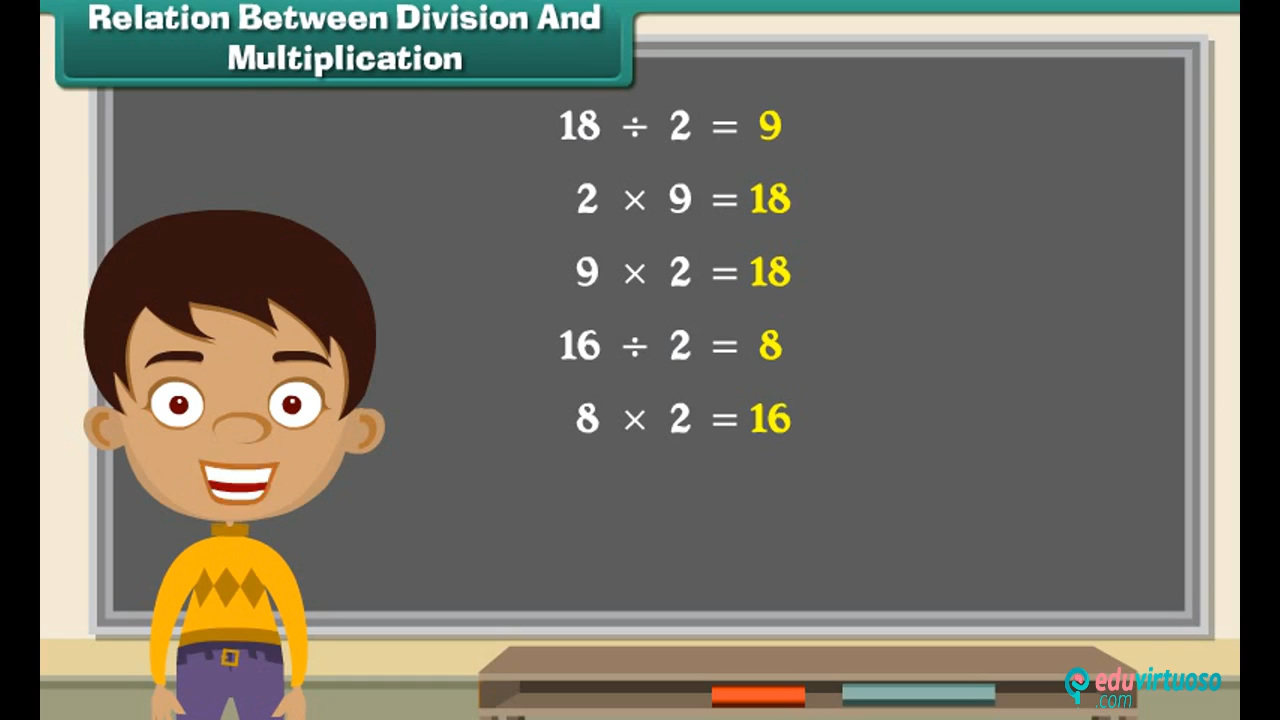 Relation Between Division And
Multiplication
18 ÷ 2 = 9
2 × 9 = 18
9 × 2 = 18
16 ÷ 2 = 8
8 × 2 = 16
eduvirtuoso
.com